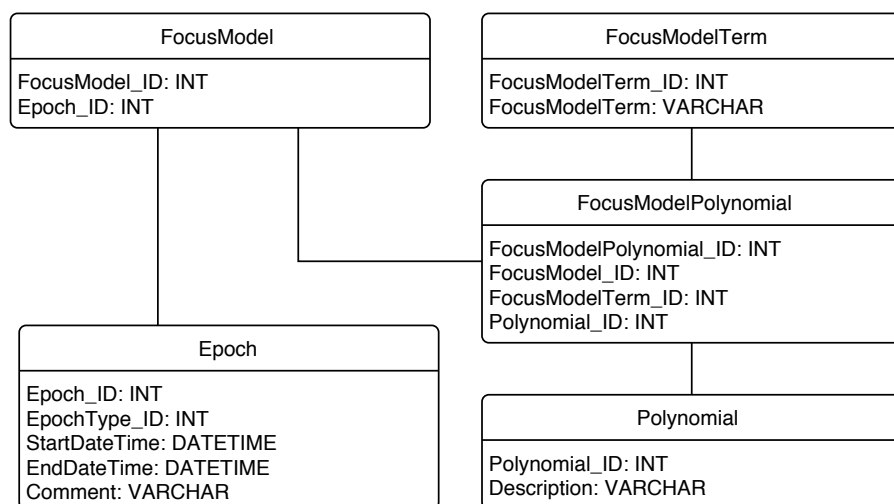 FocusModel
FocusModel_ID: INT
Epoch_ID: INT
FocusModelTerm
FocusModelTerm_ID: INT
FocusModelTerm: VARCHAR
FocusModelPolynomial
FocusModelPolynomial_ID: INT
FocusModel_ID: INT
FocusModelTerm_ID: INT
Polynomial_ID: INT
Epoch
Epoch_ID: INT
EpochType_ID: INT
StartDateTime: DATETIME
EndDateTime: DATETIME
Comment: VARCHAR
Polynomial
Polynomial_ID: INT
Description: VARCHAR